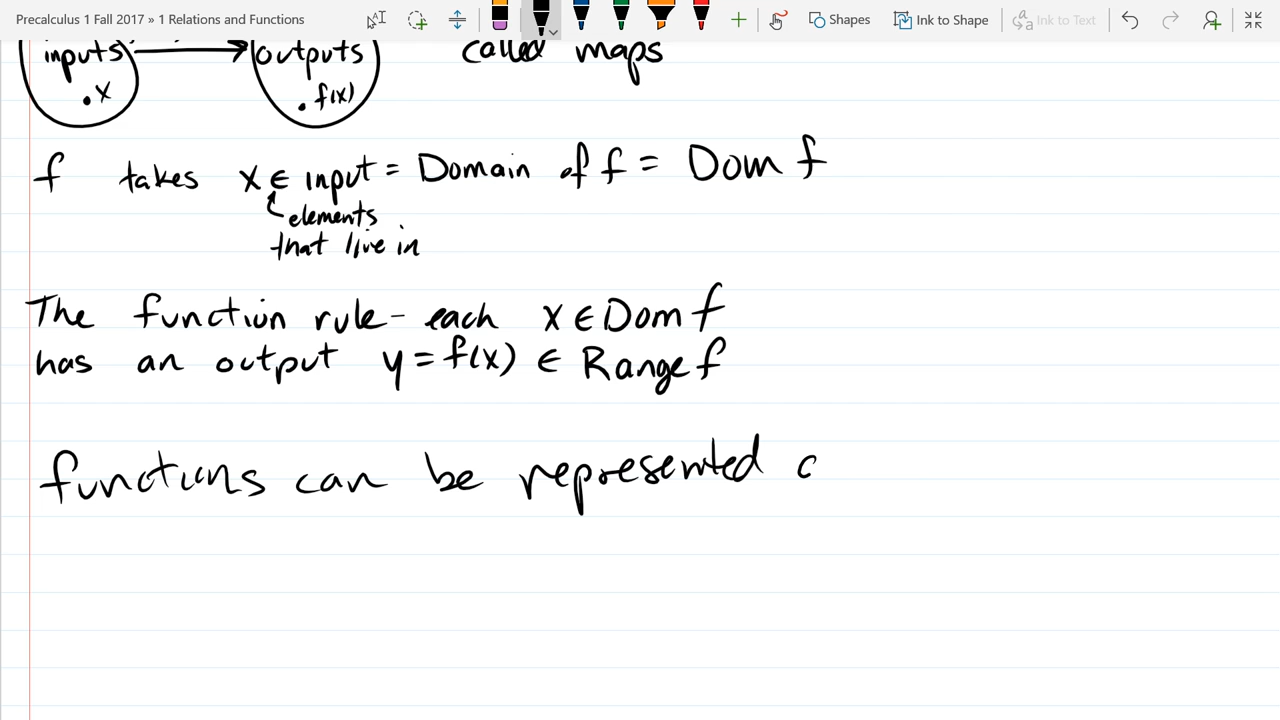 Precalculus 1 Fall 2017 » 1 Relations and Functions
Shapes
Ink to Shape
Ink to Text
inputs outputs called maps
. x . f(x)
f takes x ∈ input = Domain of f = Dom f
elements
that live in
The function rule - each x ∈ Dom f
has an output y = f(x) ∈ Range f
functions can be represented